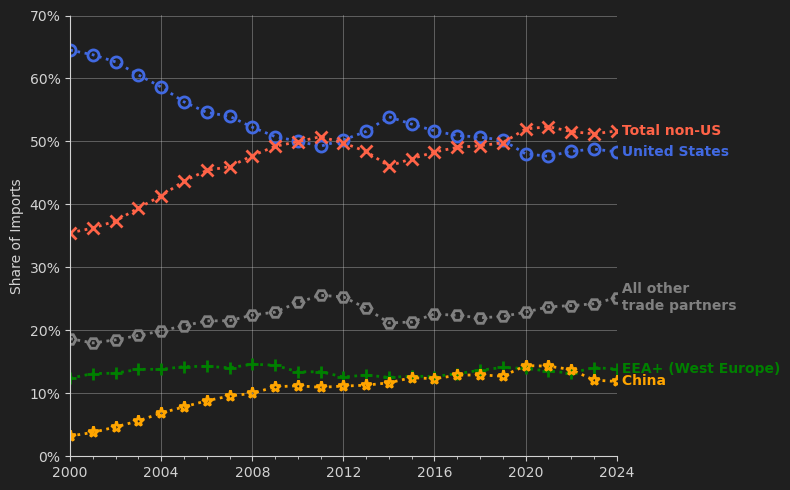 70%
60%
50%
40%
30%
20%
10%
0%
Share of Imports
2000
2004
2008
2012
2016
2020
2024
Total non-US
United States
All other
trade partners
EEA+ (West Europe)
China